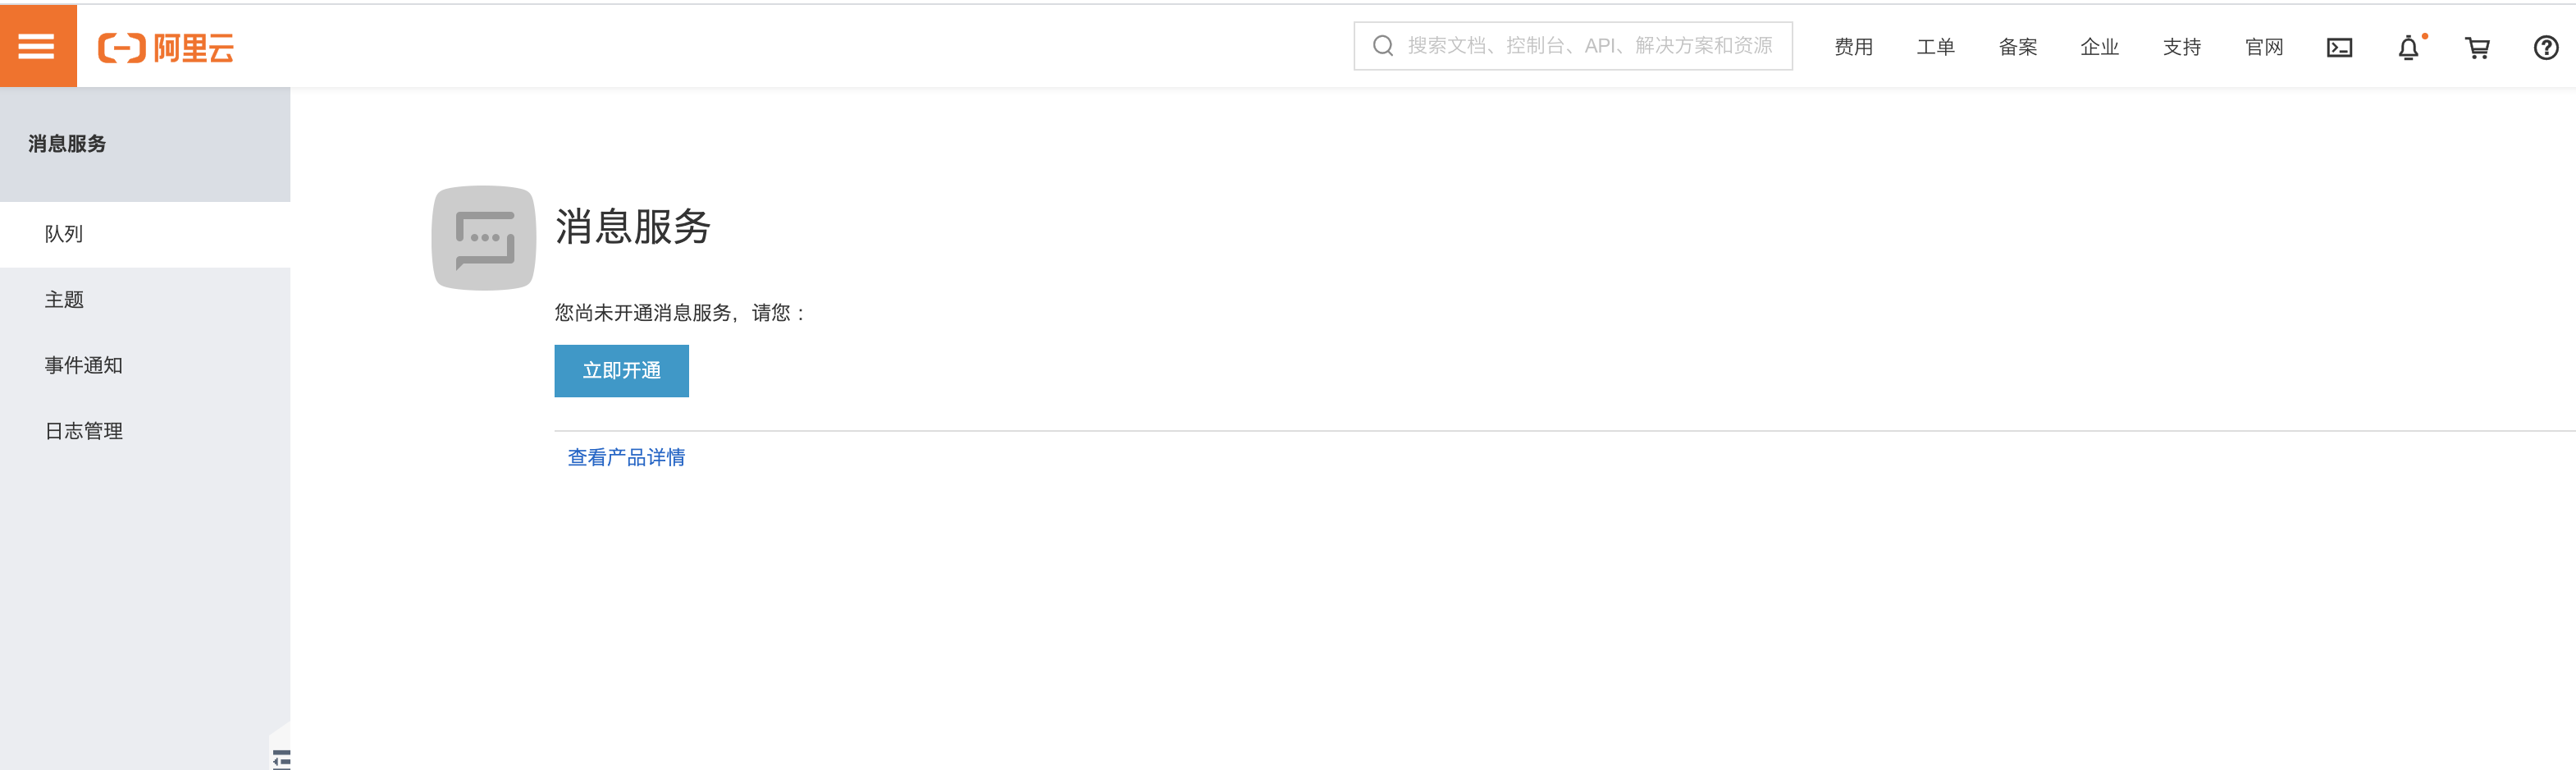 阿里云
搜索文档、控制台、API、解决方案和资源
费用 工单 备案 企业 支持 官网
消息服务
队列
主题
事件通知
日志管理
消息服务
您尚未开通消息服务,请您：
立即开通
查看产品详情